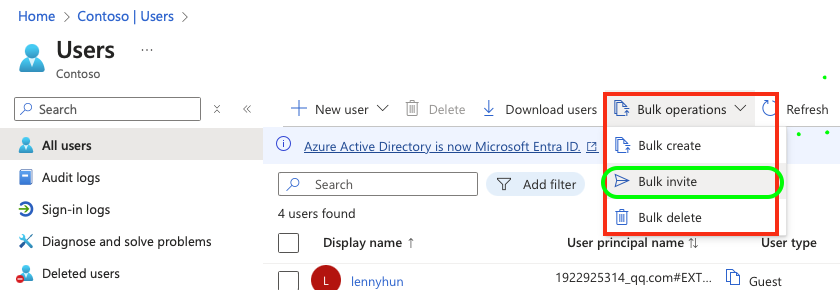 Home > Contoso | Users >
Users ...
Contoso
Search
All users
Audit logs
Sign-in logs
Diagnose and solve problems
Deleted users
New user Delete Download users Bulk operations Refresh
Bulk create
Bulk invite
Bulk delete
Azure Active Directory is now Microsoft Entra ID.
Search Add filter
4 users found
Display name ↑ User principal name ↑↓ User type
L lennyhun 1922925314_qq.com#EXT... Guest